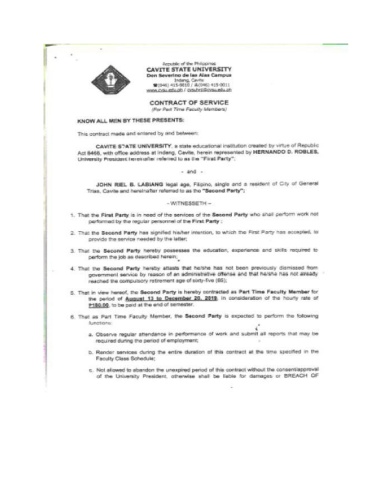 Republic of the Philippines
CAVITE STATE UNIVERSITY
Don Severino de las Alas Campus
Indang, Cavite
www.cvsu.edu.ph
CONTRACT OF SERVICE
(For Part Time Faculty Members)
KNOW ALL MEN BY THESE PRESENTS:
This contract made and entered by and between:
CAVITE STATE UNIVERSITY, a state educational institution created by virtue of Republic
Act 8468, with office address at Indang, Cavite, herein represented by HERNANDO D. ROBLES,
University President hereinafter referred to as the "First Party";
- and -
JOHN RIEL B. LABIANG legal age, Filipino, single and a resident of City of General
Trias, Cavite and hereinafter referred to as the "Second Party";
- WITNESSETH –
1. That the First Party is in need of the services of the Second Party who shall perform work not
performed by the regular personnel of the First Party ;
2. That the Second Party has signified his/her intention, to which the First Party has accepted, to
provide the service needed by the latter;
3. That the Second Party hereby possesses the education, experience and skills required to
perform the job as described herein;
4. That the Second Party hereby attests that he/she has not been previously dismissed from
government service by reason of an administrative offense and that he/she has not already
reached the compulsory retirement age of sixty-five (65);
5. That in view hereof, the Second Party is hereby contracted as Part Time Faculty Member for
the period of August 13 to December 20, 2019, in consideration of the hourly rate of
to be paid at the end of semester.
6. That as Part Time Faculty Member, the Second Party is expected to perform the following
functions:
a. Observe regular attendance in performance of work and submit all reports that may be
required during the period of employment;
b. Render services during the entire duration of this contract at the time specified in the
Faculty Class Schedule;
c. Not allowed to abandon the unexpired period of this contract without the consent/approval
of the University President, otherwise shall be liable for damages or BREACH OF